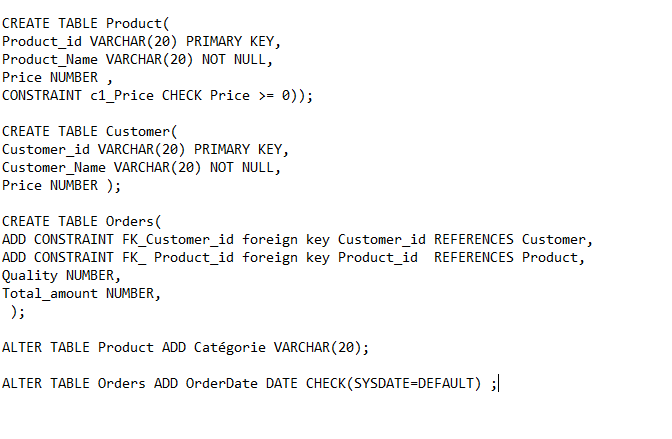 CREATE TABLE Product(
Product_id VARCHAR(20) PRIMARY KEY,
Product_Name VARCHAR(20) NOT NULL,
Price NUMBER ,
CONSTRAINT c1_Price CHECK Price >= 0));
CREATE TABLE Customer(
Customer_id VARCHAR(20) PRIMARY KEY,
Customer_Name VARCHAR(20) NOT NULL,
Price NUMBER );
CREATE TABLE Orders(
ADD CONSTRAINT FK_Customer_id foreign key Customer_id REFERENCES Customer,
ADD CONSTRAINT FK_ Product_id foreign key Product_id  REFERENCES Product,
Quality NUMBER,
Total_amount NUMBER,
 );
ALTER TABLE Product ADD Catégorie VARCHAR(20);
ALTER TABLE Orders ADD OrderDate DATE CHECK(SYSDATE=DEFAULT) ;